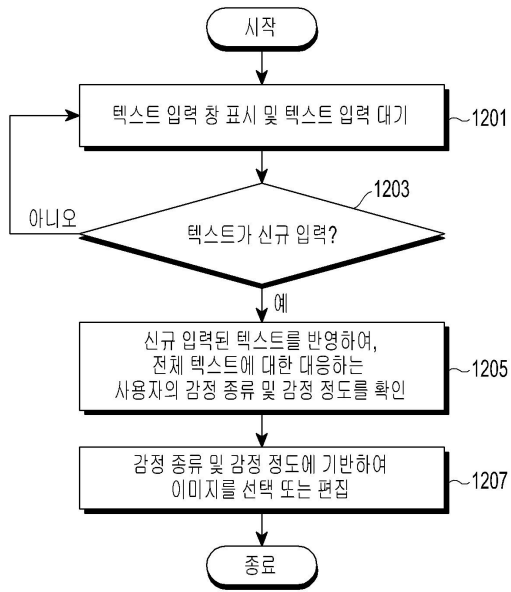 시작
텍스트 입력 창 표시 및 텍스트 입력 대기
1201
1203
텍스트가 신규 입력?
아니오
예
신규 입력된 텍스트를 반영하여,
전체 텍스트에 대한 대응하는
사용자의 감정 종류 및 감정 정도를 확인
1205
감정 종류 및 감정 정도에 기반하여
이미지를 선택 또는 편집
1207
종료